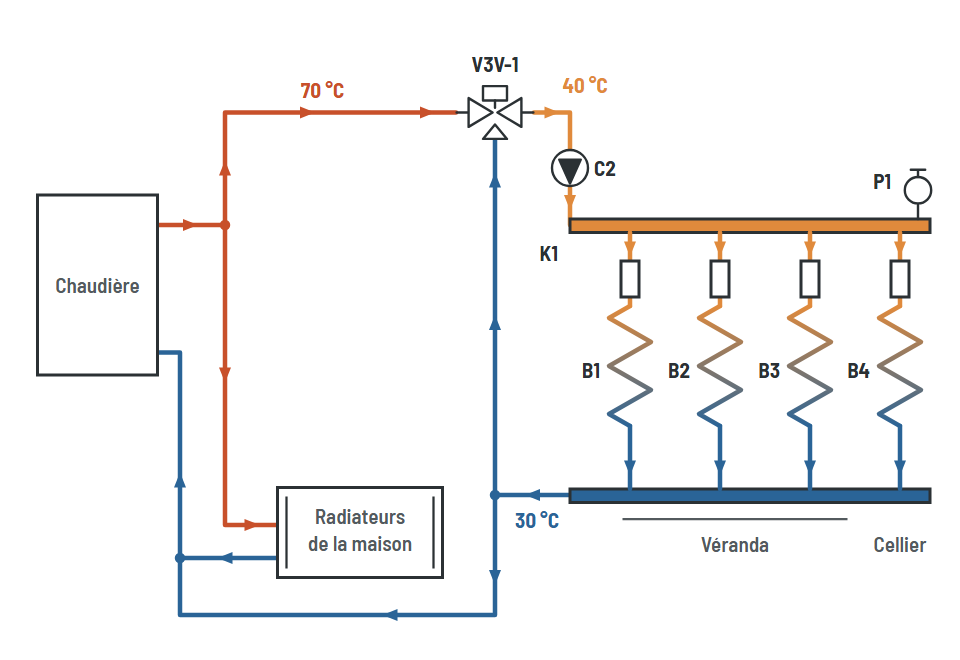 V3V-1
70 °C
40 °C
C2
P1
K1
Chaudière
B1
B2
B3
B4
Radiateurs
de la maison
30 °C
Véranda
Cellier